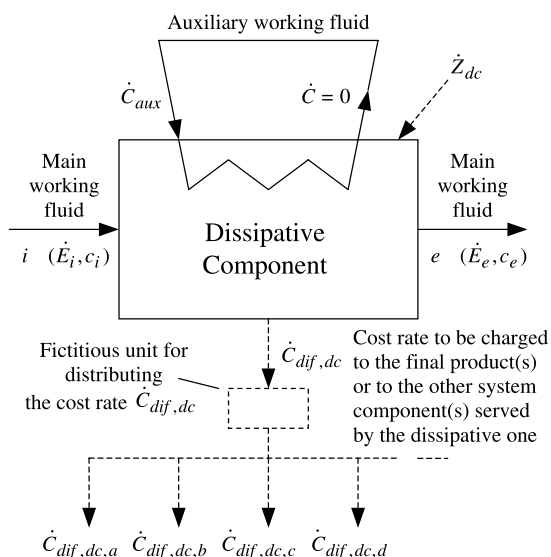 Auxiliary working fluid
Ċ_aux
Ċ = 0
Ż_dc
Main
working
fluid
Main
working
fluid
Dissipative
Component
i (Ė_i, c_i)
e (Ė_e, c_e)
Fictitious unit for
distributing
the cost rate Ċ_dif,dc
Ċ_dif,dc
Cost rate to be charged
to the final product(s)
or to the other system
component(s) served
by the dissipative one
Ċ_dif,dc,a Ċ_dif,dc,b Ċ_dif,dc,c Ċ_dif,dc,d